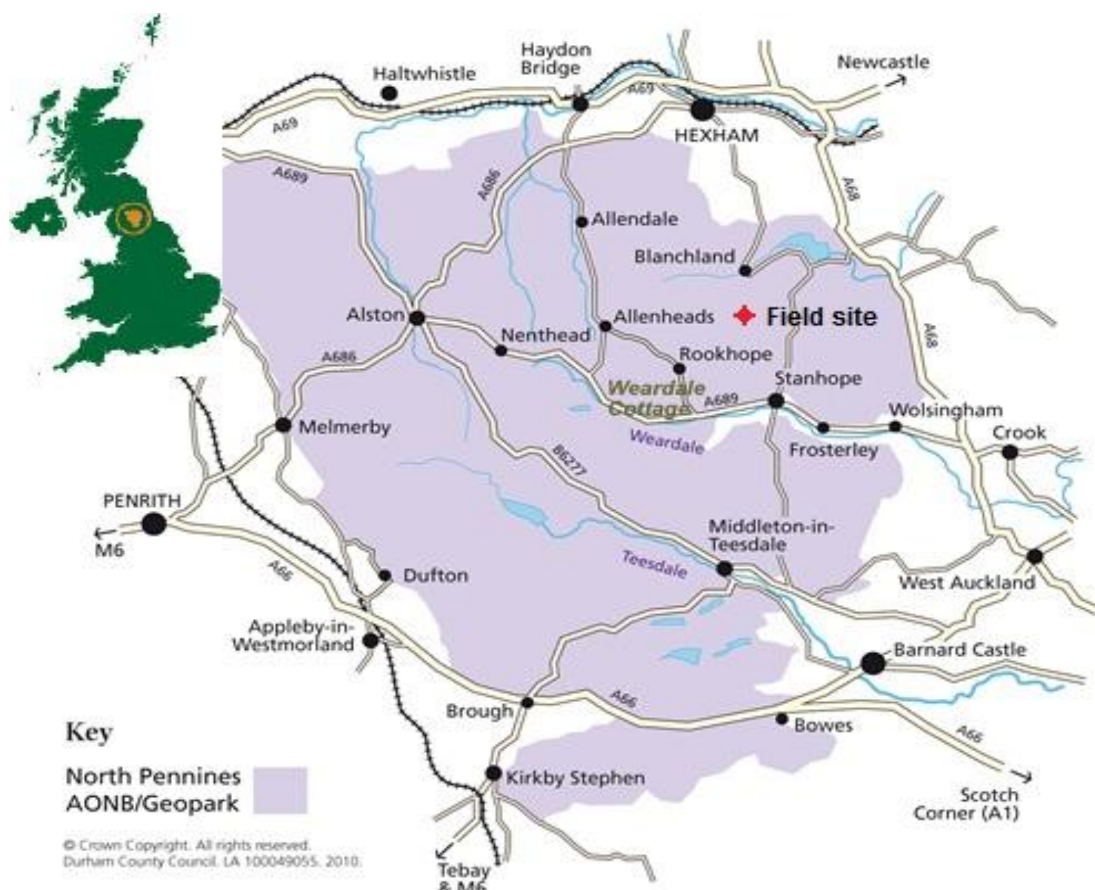 Haydon
Bridge
Newcastle
Haltwhistle
A69
A69
HEXHAM
A689
A686
A68
Allendale
Blanchland
Alston
Allenheads
Field site
Nenthead
A68
Rookhope
A686
Stanhope
Weardale
Cottage
A689
Wolsingham
Melmerby
Weardale
Frosterley
Crook
B6277
PENRITH
Middleton-in-
Teesdale
M6
A66
Dufton
Teesdale
West Auckland
Appleby-in-
Westmorland
Barnard Castle
Brough
A66
Bowes
A66
Key
North Pennines
AONB/Geopark
Kirkby Stephen
Scotch
Corner (A1)
© Crown Copyright. All rights reserved.
Durham County Council. LA 100049055. 2010.
Tebay
& M6